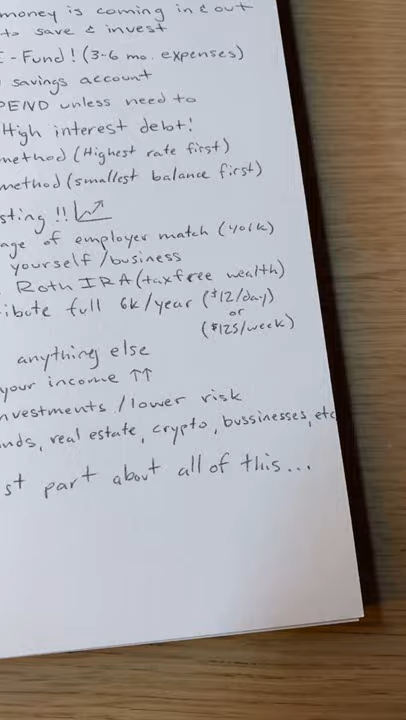 money is coming in & out
to save & invest
E-Fund! (3-6 mo. expenses)
savings account
PEND unless need to
High interest debt!
method (Highest rate first)
method (smallest balance first)
sting !!
age of employer match (401k)
yourself/business
Roth IRA (tax free wealth)
ibute full 6k/year ($12/day)
or
($125/week)
anything else
your income ↑↑
nvestments / lower risk
nds, real estate, crypto, bussinesses, etc
st part about all of this...